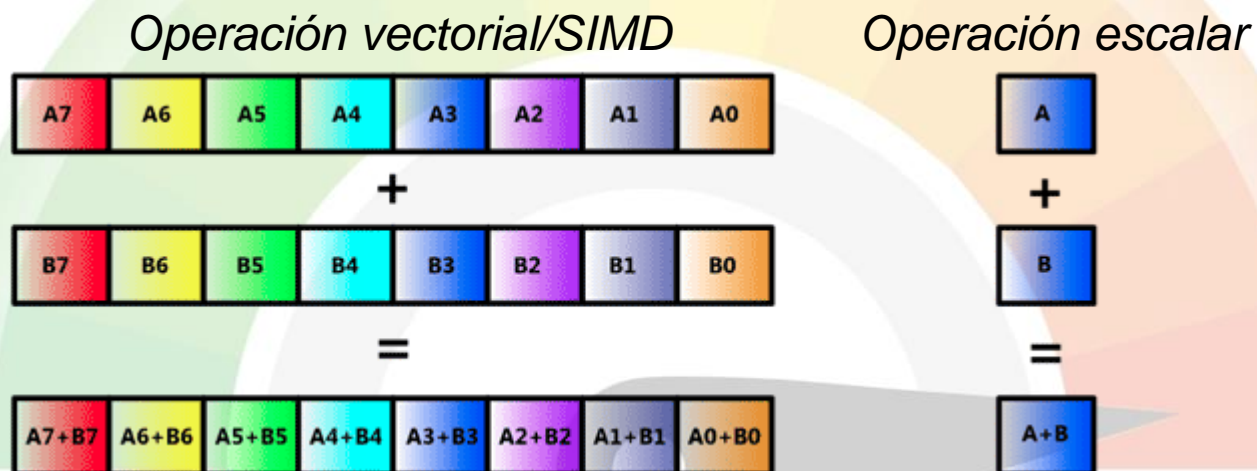 Operación vectorial/SIMD Operación escalar
A7 A6 A5 A4 A3 A2 A1 A0 A
+ +
B7 B6 B5 B4 B3 B2 B1 B0 B
= =
A7+B7 A6+B6 A5+B5 A4+B4 A3+B3 A2+B2 A1+B1 A0+B0 A+B